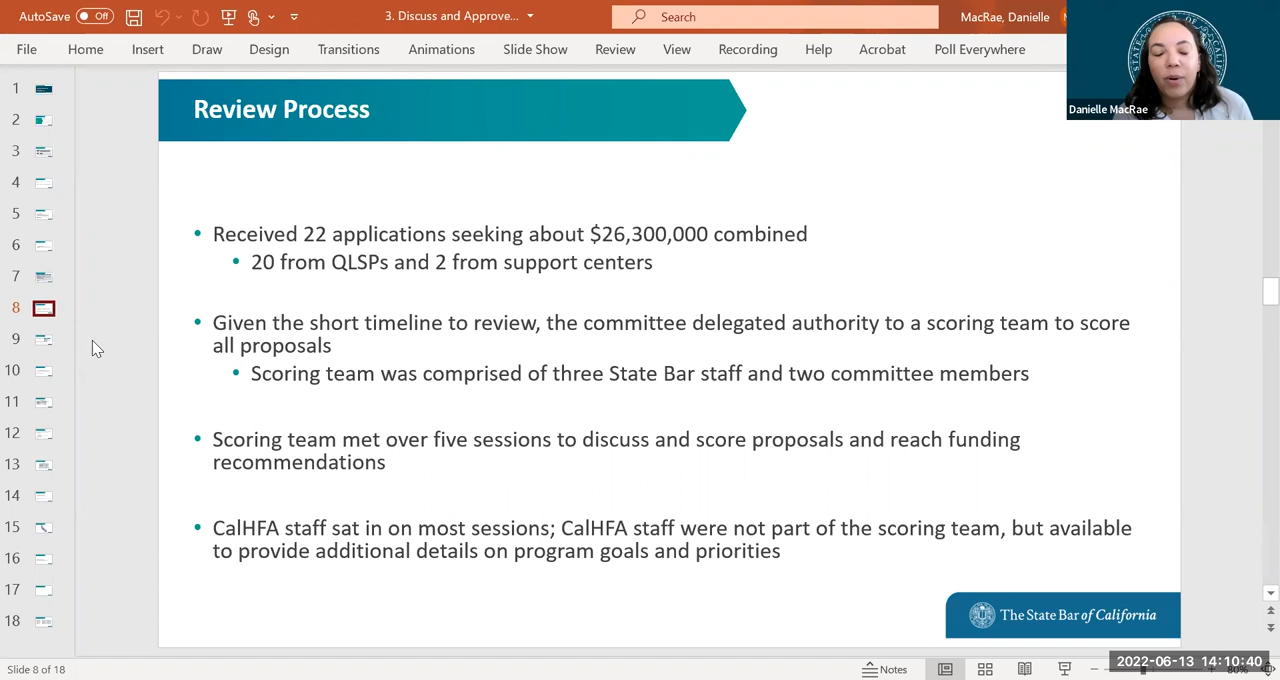 AutoSave Off 3. Discuss and Approve... Search MacRae, Danielle
File Home Insert Draw Design Transitions Animations Slide Show Review View Recording Help Acrobat Poll Everywhere
Danielle MacRae
1
2
3
4
5
6
7
8
9
10
11
12
13
14
15
16
17
18
Review Process
• Received 22 applications seeking about $26,300,000 combined
• 20 from QLSPs and 2 from support centers
• Given the short timeline to review, the committee delegated authority to a scoring team to score
all proposals
• Scoring team was comprised of three State Bar staff and two committee members
• Scoring team met over five sessions to discuss and score proposals and reach funding
recommendations
• CalHFA staff sat in on most sessions; CalHFA staff were not part of the scoring team, but available
to provide additional details on program goals and priorities
The State Bar of California
Slide 8 of 18 Notes 80%
2022-06-13 14:10:40